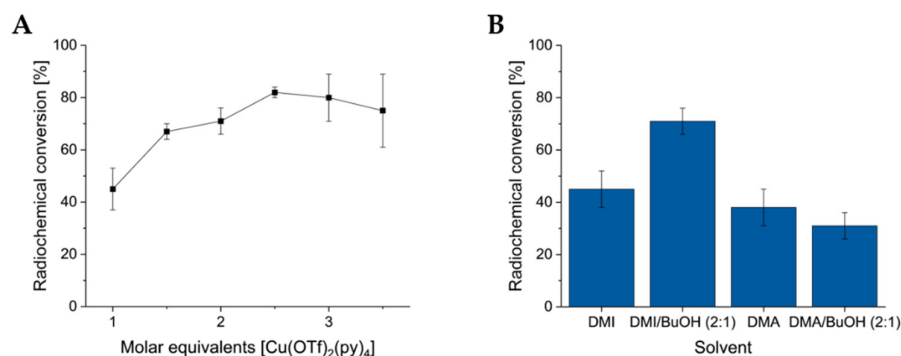 A
Radiochemical conversion [%]
100
80
60
40
20
0
1
2
3
Molar equivalents [Cu(OTf)₂(py)₄]
B
Radiochemical conversion [%]
100
80
60
40
20
0
DMI
DMI/BuOH (2:1)
DMA
DMA/BuOH (2:1)
Solvent